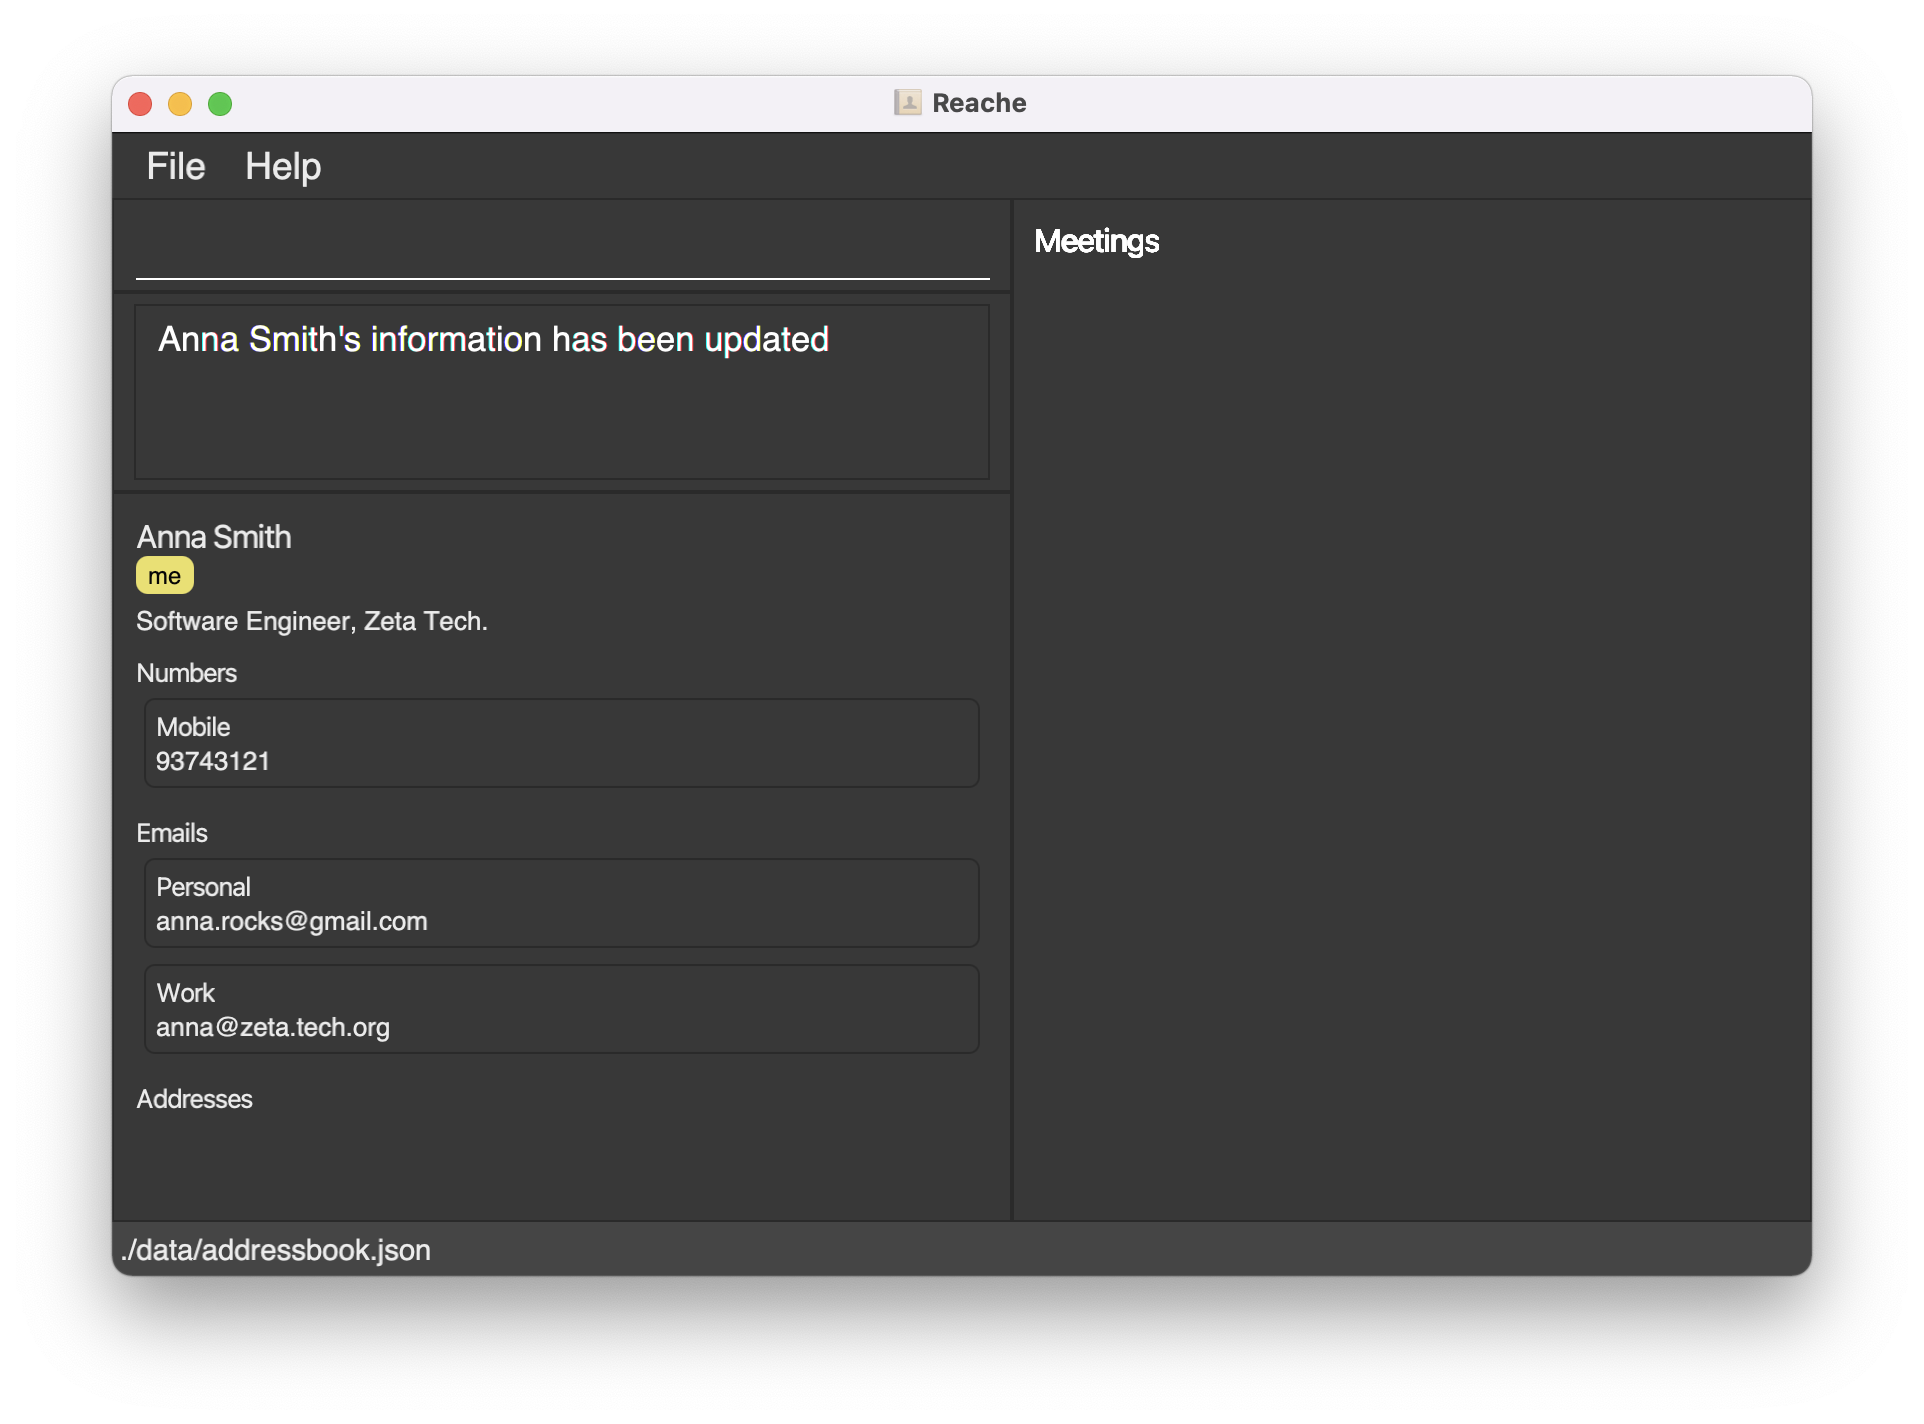 Reache
File Help
Anna Smith's information has been updated
Anna Smith
me
Software Engineer, Zeta Tech.
Numbers
Mobile
93743121
Emails
Personal
anna.rocks@gmail.com
Work
anna@zeta.tech.org
Addresses
Meetings
./data/addressbook.json